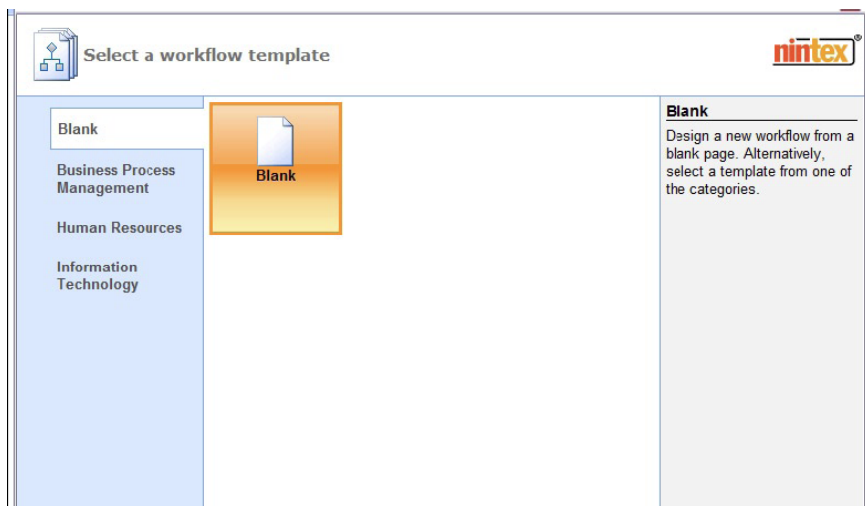 Select a workflow template
nintex®
Blank
Business Process
Management
Human Resources
Information
Technology
Blank
Blank
Design a new workflow from a
blank page. Alternatively,
select a template from one of
the categories.